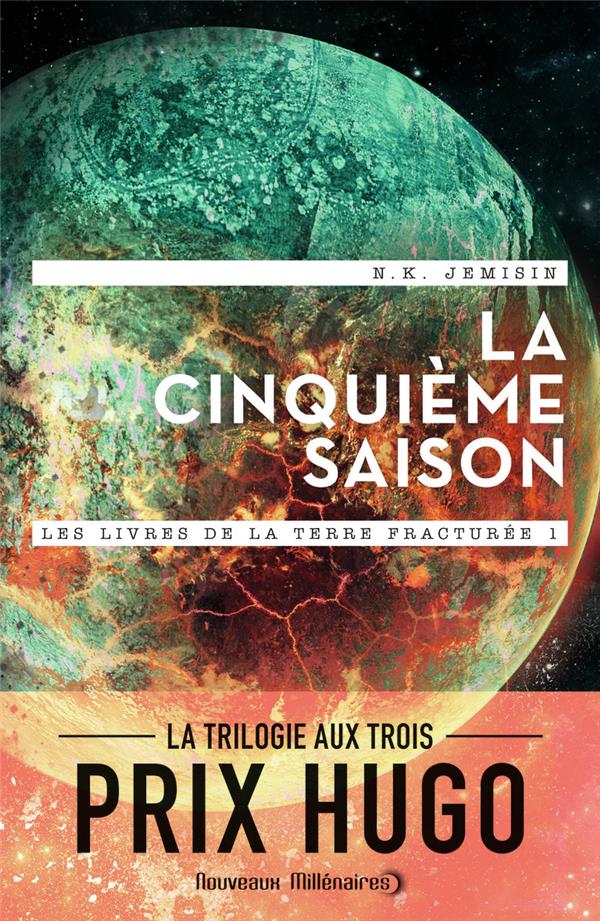 N.K. JEMISIN
LA
CINQUIÈME
SAISON
LES LIVRES DE LA TERRE FRACTURÉE 1
LA TRILOGIE AUX TROIS
PRIX HUGO
Nouveaux Millénaires